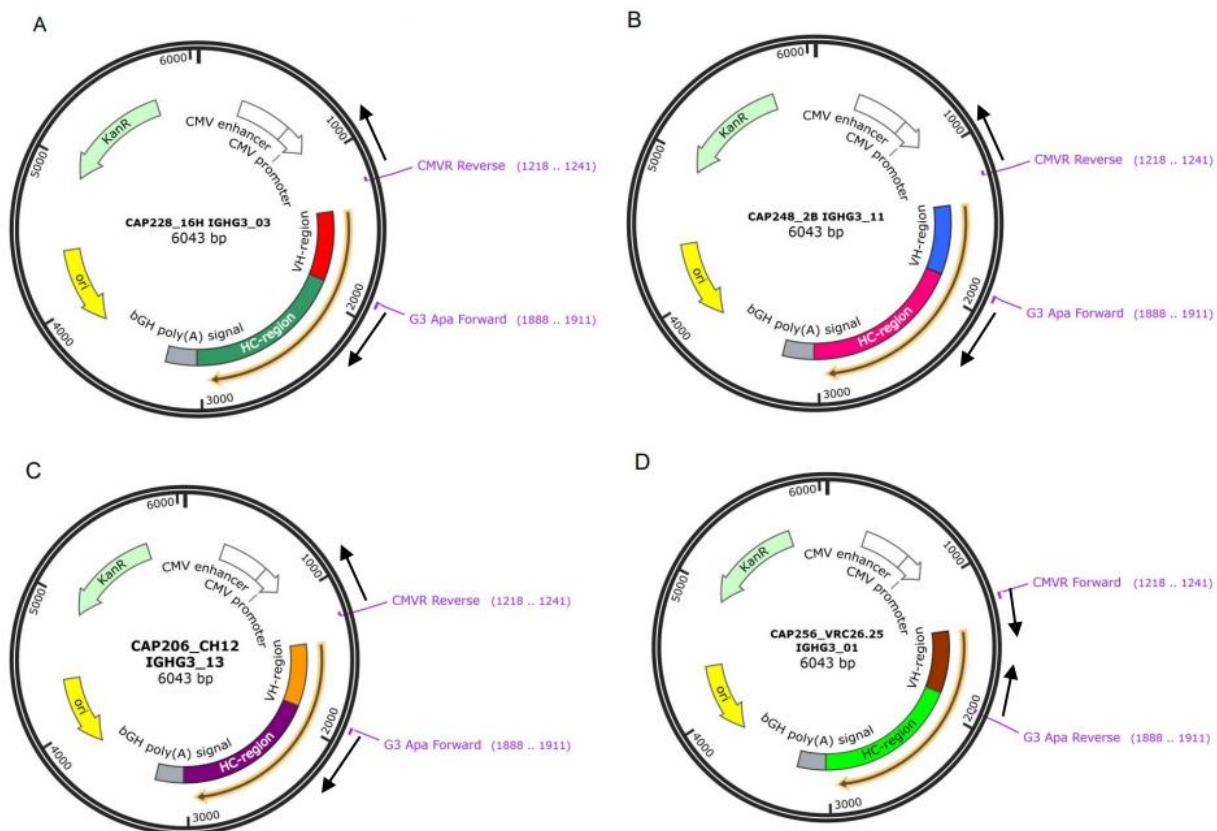 A
6000
1000
2000
3000
4000
5000
KanR
CMV enhancer
CMV promoter
CMVR Reverse (1218 .. 1241)
CAP228_16H IGHG3_03
6043 bp
VH-region
ori
G3 Apa Forward (1888 .. 1911)
bGH poly(A) signal
HC-region
B
6000
1000
2000
3000
4000
5000
KanR
CMV enhancer
CMV promoter
CMVR Reverse (1218 .. 1241)
CAP248_2B IGHG3_11
6043 bp
VH-region
ori
G3 Apa Forward (1888 .. 1911)
bGH poly(A) signal
HC-region
C
6000
1000
2000
3000
4000
5000
KanR
CMV enhancer
CMV promoter
CMVR Reverse (1218 .. 1241)
CAP206_CH12
IGHG3_13
6043 bp
VH-region
ori
G3 Apa Forward (1888 .. 1911)
bGH poly(A) signal
HC-region
D
6000
1000
2000
3000
4000
5000
KanR
CMV enhancer
CMV promoter
CMVR Forward (1218 .. 1241)
CAP256_VRC26.25
IGHG3_01
6043 bp
VH-region
ori
G3 Apa Reverse (1888 .. 1911)
bGH poly(A) signal
HC-region